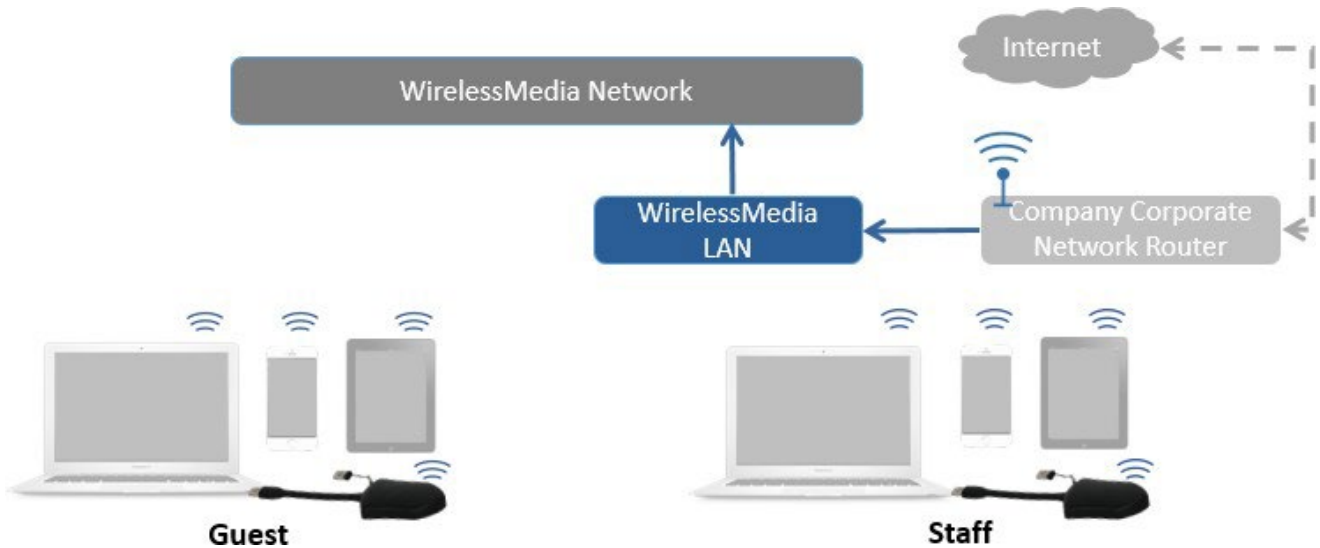 Internet
WirelessMedia Network
WirelessMedia
LAN
Company Corporate
Network Router
Guest
Staff